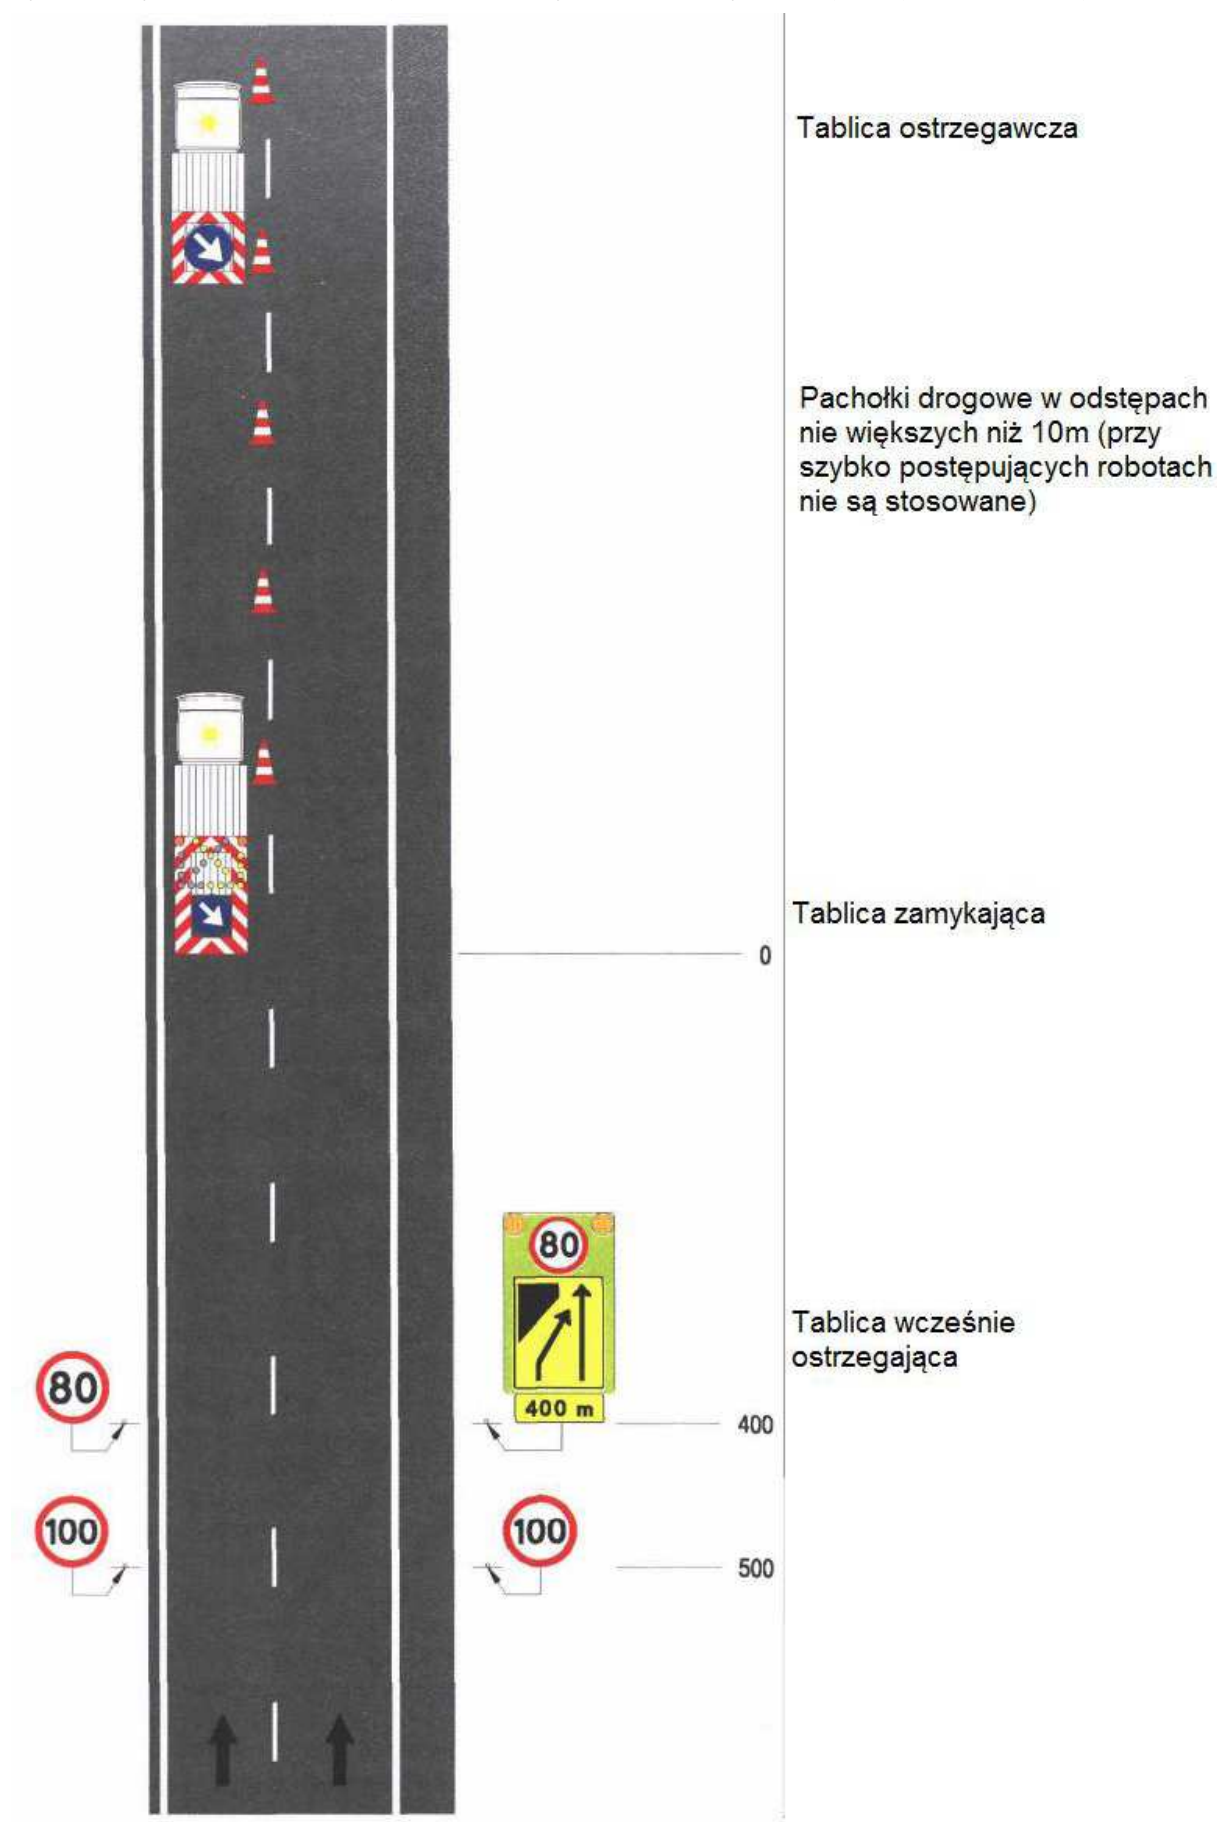 Tablica ostrzegawcza
Pachołki drogowe w odstępach
nie większych niż 10m (przy
szybko postępujących robotach
nie są stosowane)
Tablica zamykająca
0
80
Tablica wcześnie
ostrzegająca
80
400 m
400
100
100
500